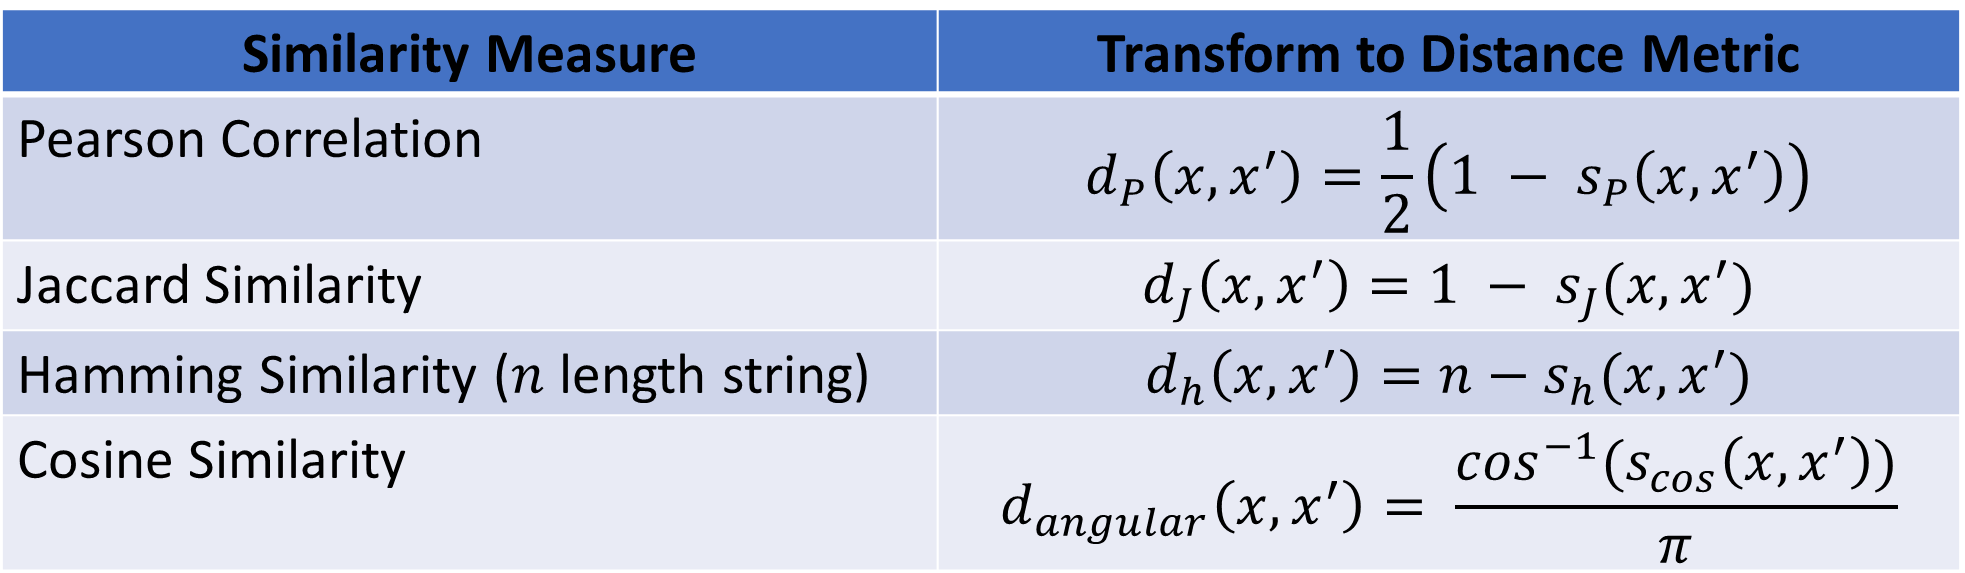 Similarity Measure Transform to Distance Metric
Pearson Correlation d_P(x, x′) = 1/2 (1 − s_P(x, x′))
Jaccard Similarity d_J(x, x′) = 1 − s_J(x, x′)
Hamming Similarity (n length string) d_h(x, x′) = n − s_h(x, x′)
Cosine Similarity d_angular(x, x′) = cos⁻¹(s_cos(x, x′)) / π